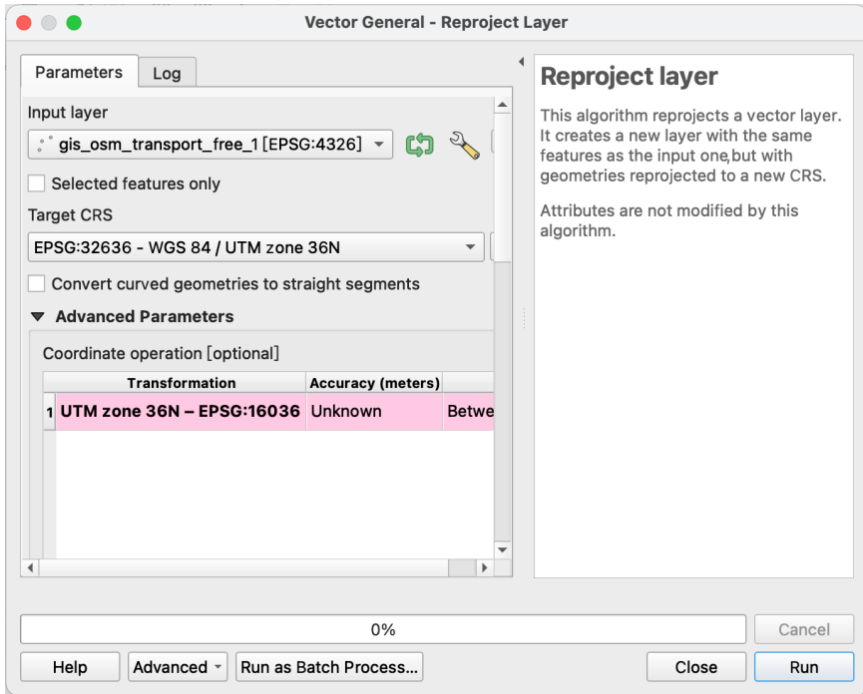 Vector General - Reproject Layer
Parameters
Log
Input layer
gis_osm_transport_free_1 [EPSG:4326]
Selected features only
Target CRS
EPSG:32636 - WGS 84 / UTM zone 36N
Convert curved geometries to straight segments
Advanced Parameters
Coordinate operation [optional]
Transformation Accuracy (meters)
1 UTM zone 36N – EPSG:16036 Unknown Betwe
Reproject layer
This algorithm reprojects a vector layer.
It creates a new layer with the same
features as the input one,but with
geometries reprojected to a new CRS.
Attributes are not modified by this
algorithm.
0%
Cancel
Help
Advanced
Run as Batch Process...
Close
Run